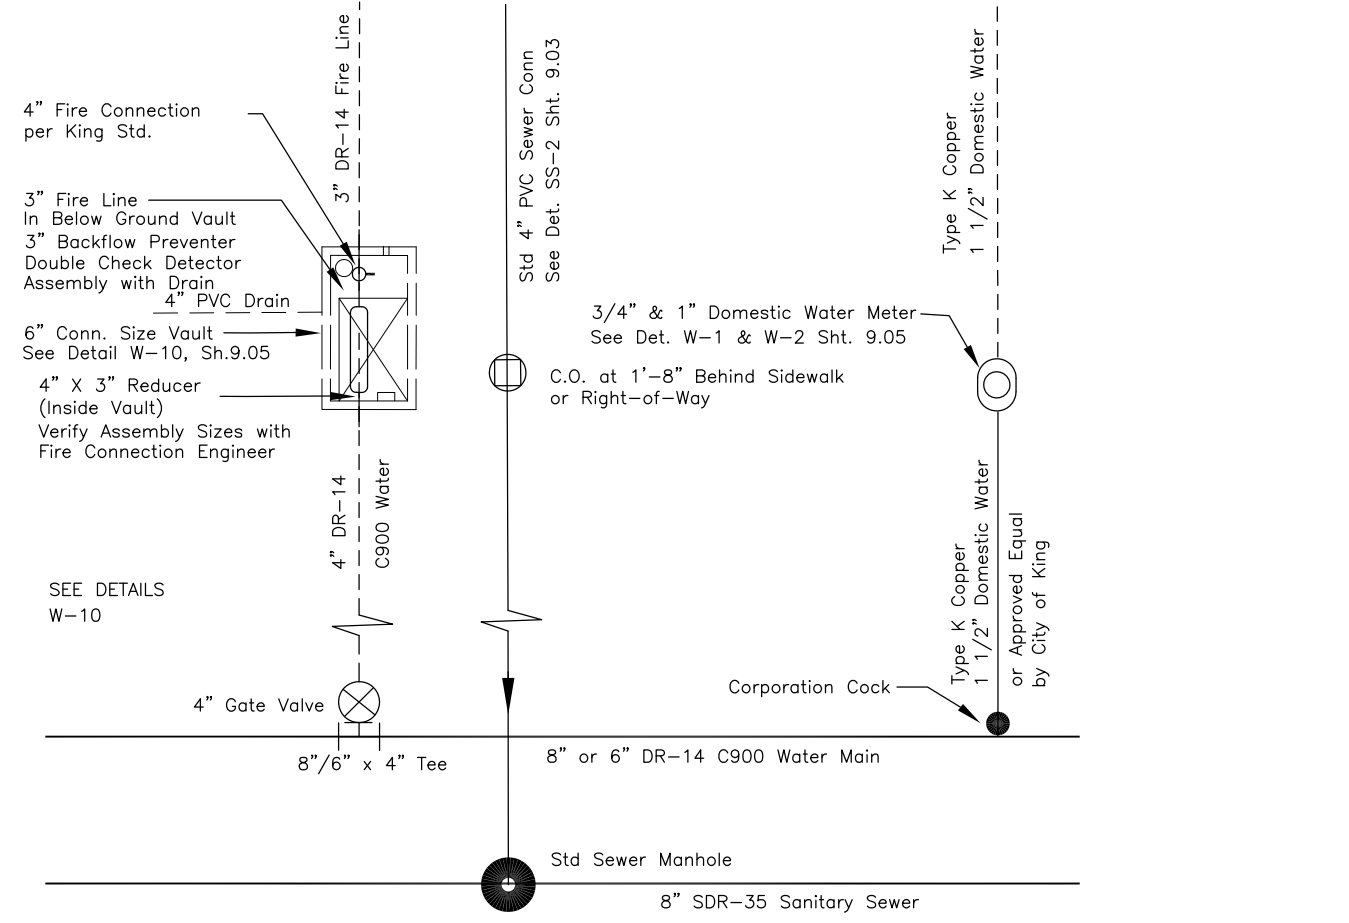 4” Fire Connection
per King Std.
3” Fire Line
In Below Ground Vault
3” Backflow Preventer
Double Check Detector
Assembly with Drain
4” PVC Drain
6” Conn. Size Vault
See Detail W-10, Sh.9.05
4” X 3” Reducer
(Inside Vault)
Verify Assembly Sizes with
Fire Connection Engineer
3” DR-14 Fire Line
4” DR-14
C900 Water
SEE DETAILS
W-10
4” Gate Valve
8”/6” x 4” Tee
Std 4” PVC Sewer Conn
See Det. SS-2 Sht. 9.03
C.O. at 1’-8” Behind Sidewalk
or Right-of-Way
3/4” & 1” Domestic Water Meter
See Det. W-1 & W-2 Sht. 9.05
Type K Copper
1 1/2” Domestic Water
Type K Copper
1 1/2” Domestic Water
or Approved Equal
by City of King
Corporation Cock
8” or 6” DR-14 C900 Water Main
Std Sewer Manhole
8” SDR-35 Sanitary Sewer